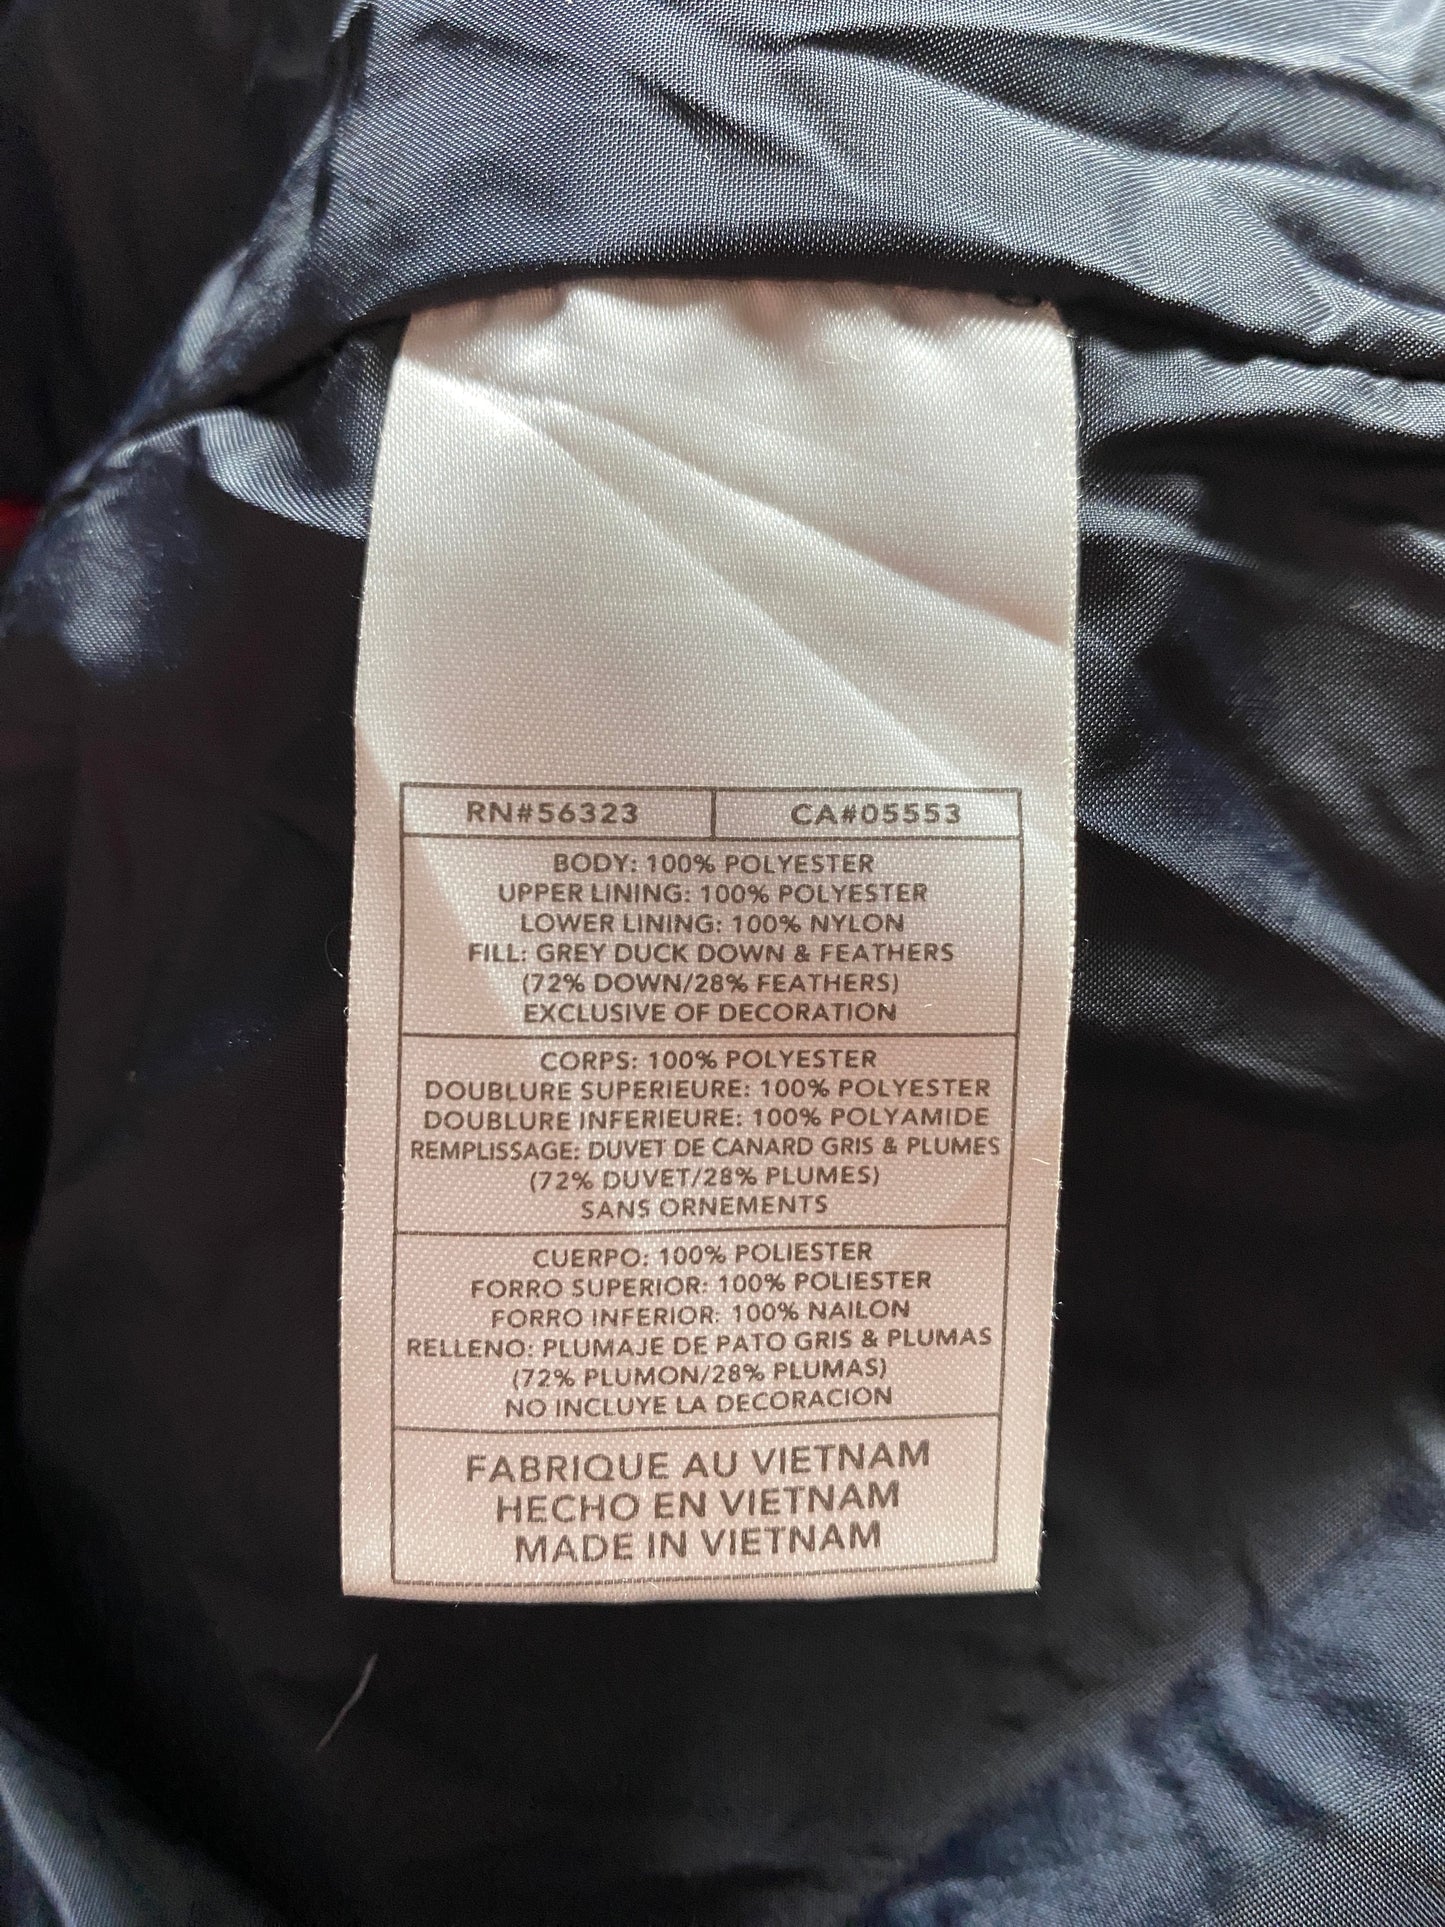 RN#56323 CA#05553
BODY: 100% POLYESTER
UPPER LINING: 100% POLYESTER
LOWER LINING: 100% NYLON
FILL: GREY DUCK DOWN & FEATHERS
(72% DOWN/28% FEATHERS)
EXCLUSIVE OF DECORATION
CORPS: 100% POLYESTER
DOUBLURE SUPERIEURE: 100% POLYESTER
DOUBLURE INFERIEURE: 100% POLYAMIDE
REMPLISSAGE: DUVET DE CANARD GRIS & PLUMES
(72% DUVET/28% PLUMES)
SANS ORNEMENTS
CUERPO: 100% POLIESTER
FORRO SUPERIOR: 100% POLIESTER
FORRO INFERIOR: 100% NAILON
RELLENO: PLUMAJE DE PATO GRIS & PLUMAS
(72% PLUMON/28% PLUMAS)
NO INCLUYE LA DECORACION
FABRIQUE AU VIETNAM
HECHO EN VIETNAM
MADE IN VIETNAM